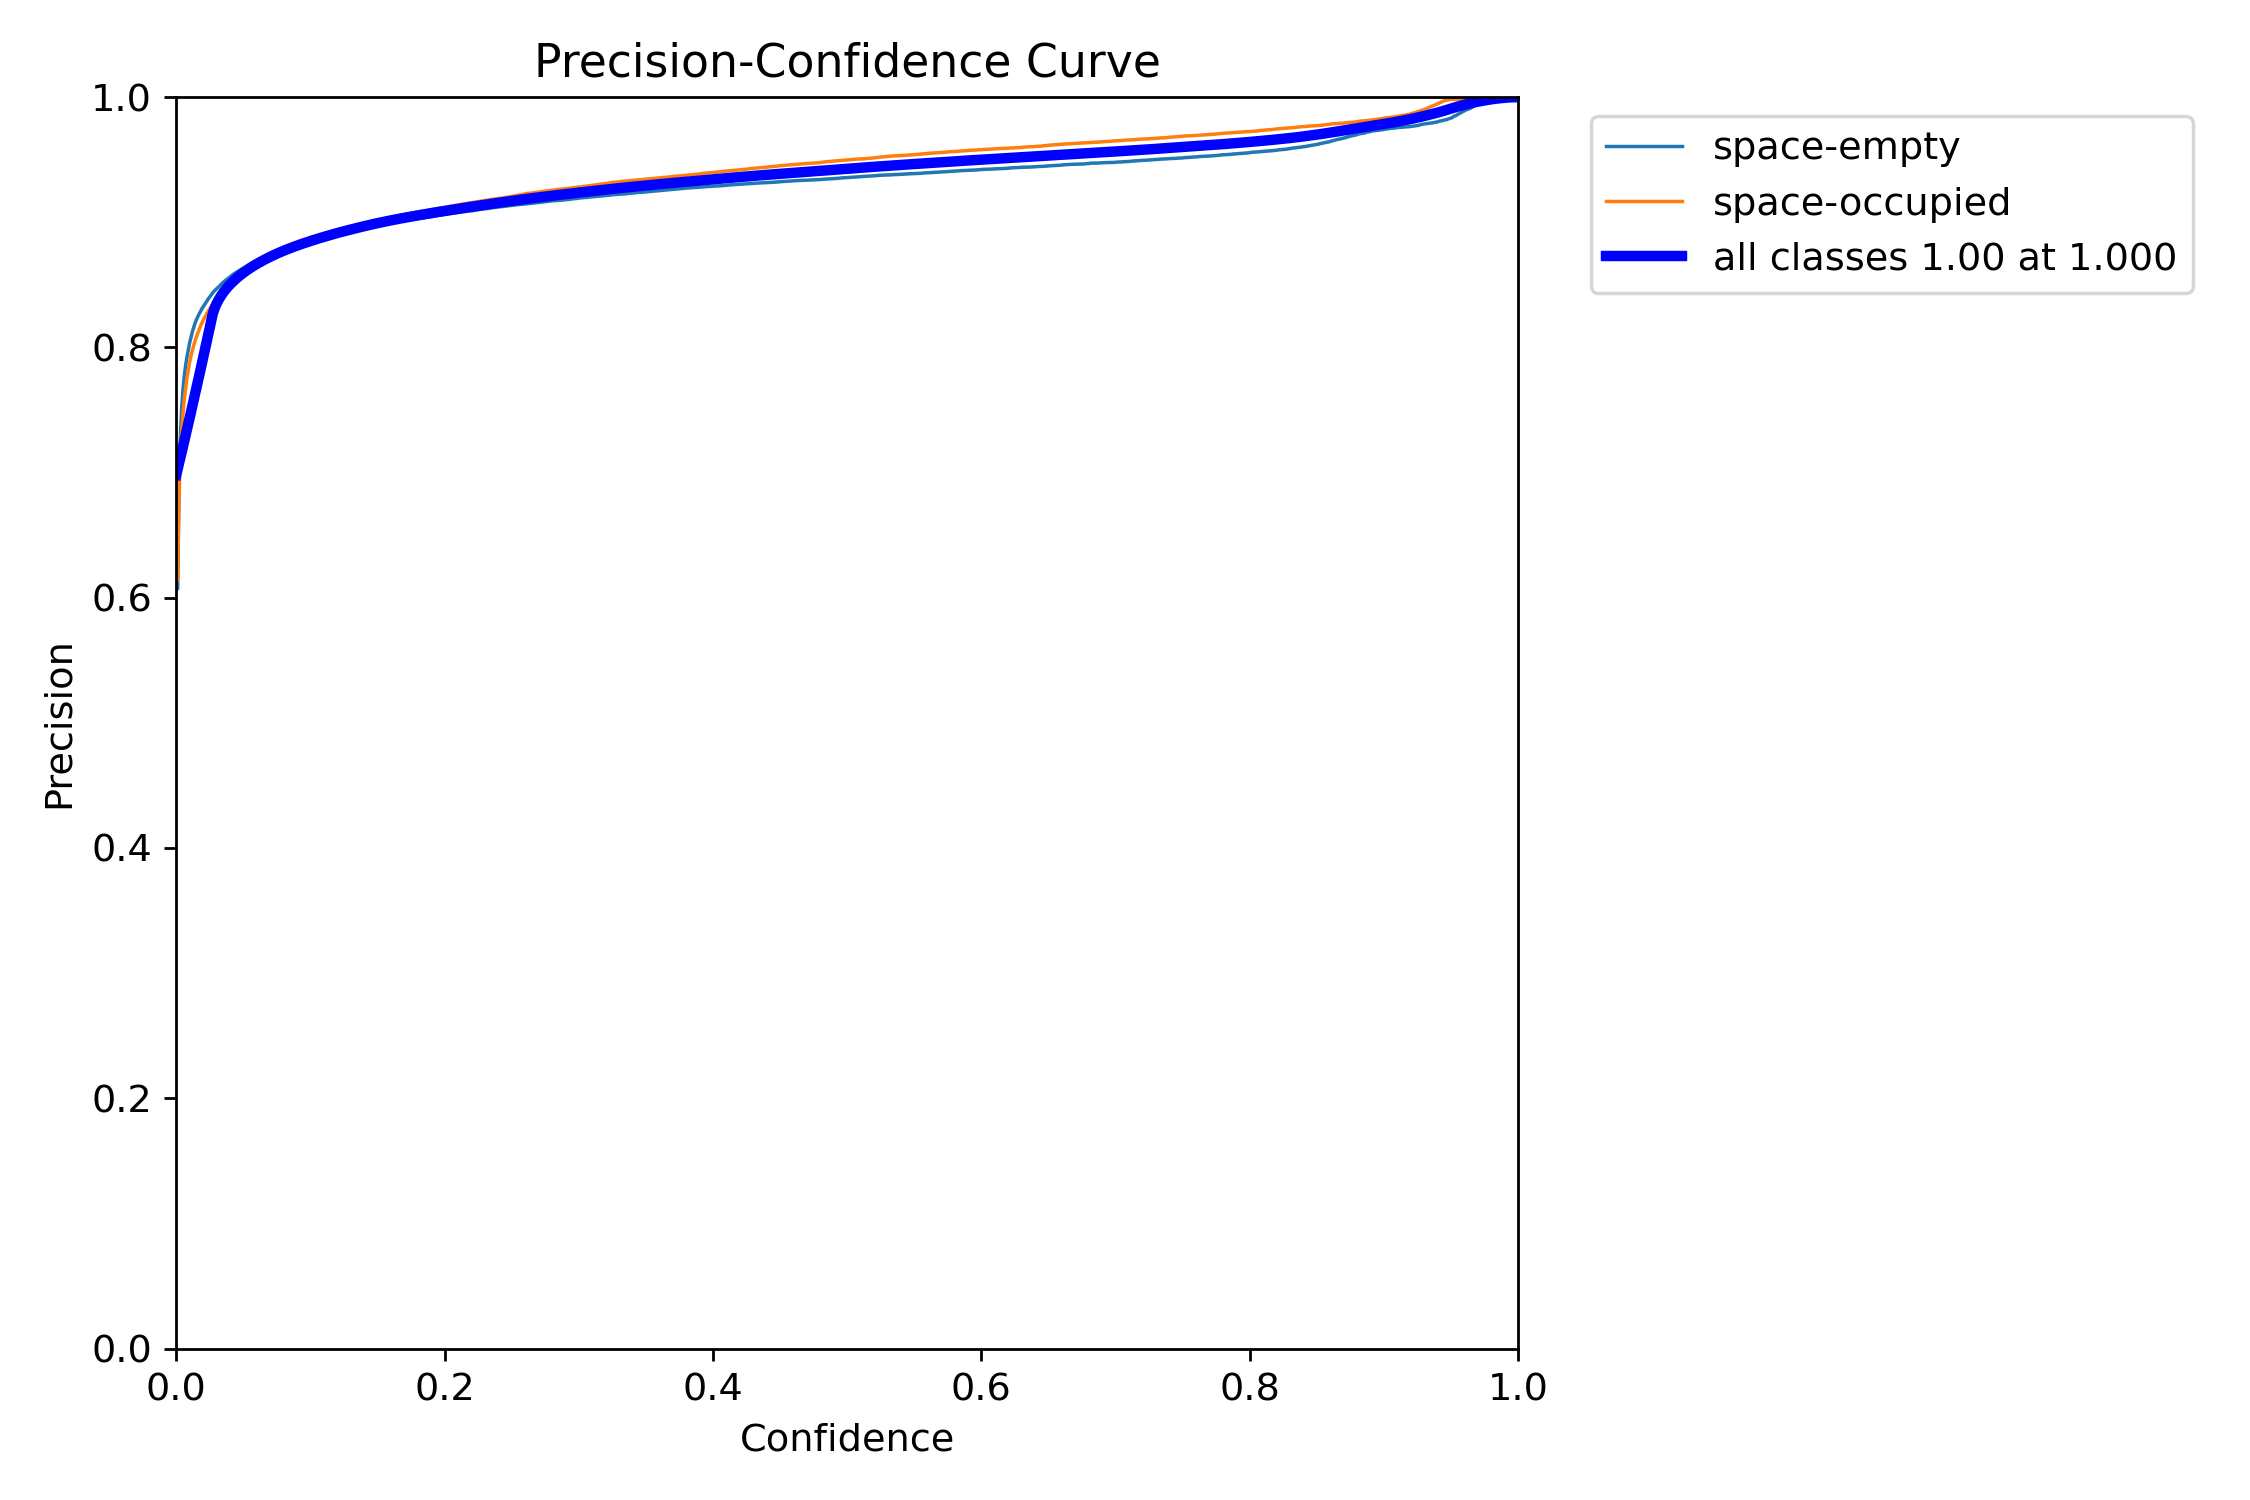 Precision-Confidence Curve
1.0
0.8
0.6
0.4
0.2
0.0
Precision
0.0 0.2 0.4 0.6 0.8 1.0
Confidence
space-empty
space-occupied
all classes 1.00 at 1.000